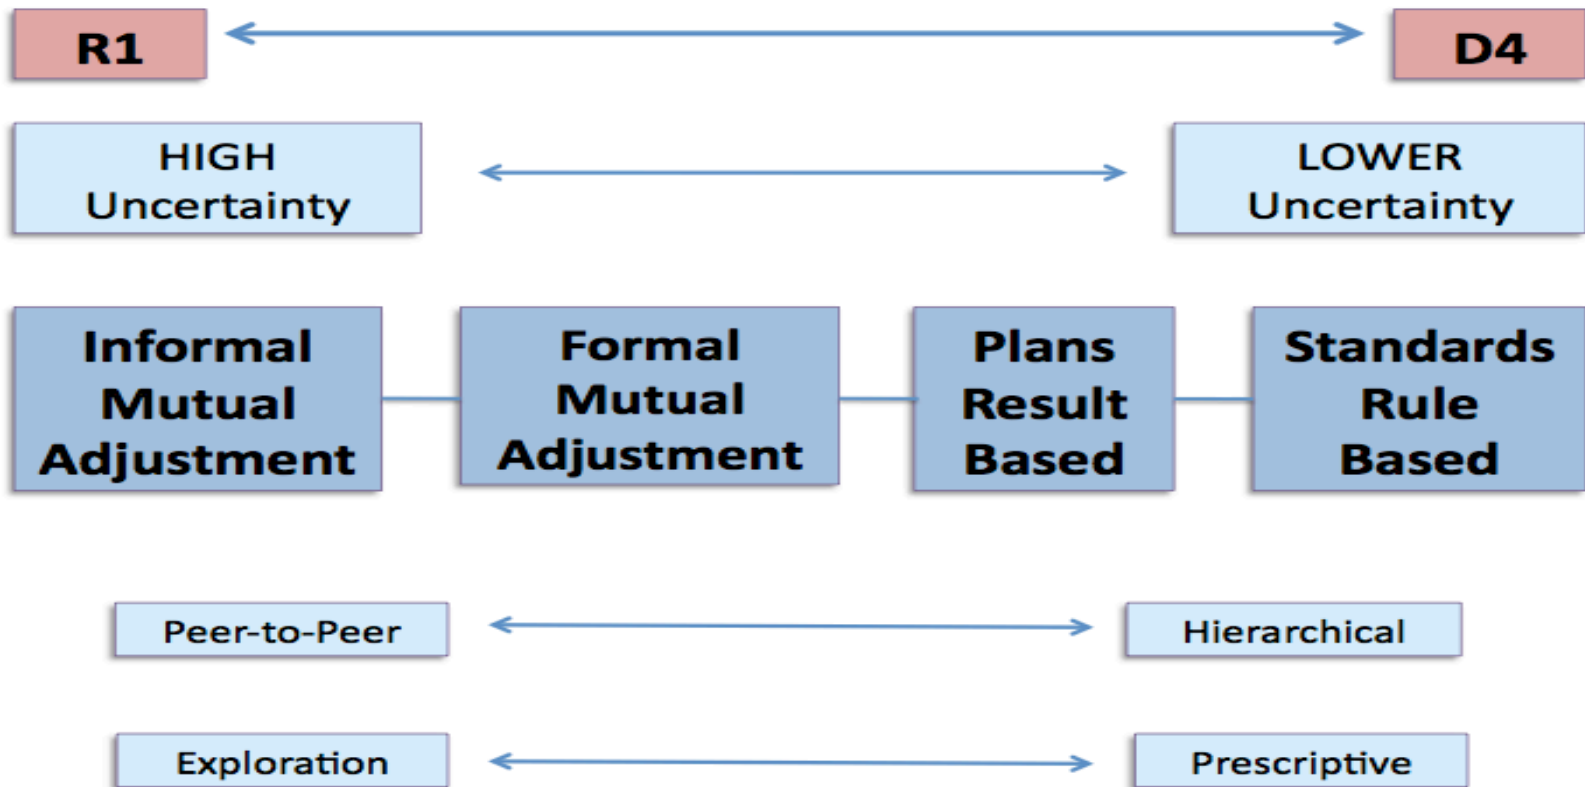 R1
D4
HIGH
Uncertainty
LOWER
Uncertainty
Informal
Mutual
Adjustment
Formal
Mutual
Adjustment
Plans
Result
Based
Standards
Rule
Based
Peer-to-Peer
Hierarchical
Exploration
Prescriptive